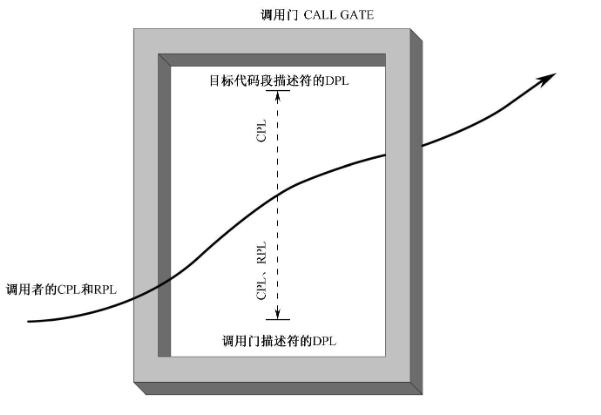 调用门 CALL GATE
目标代码段描述符的DPL
CPL
CPL、RPL
调用者的CPL和RPL
调用门描述符的DPL